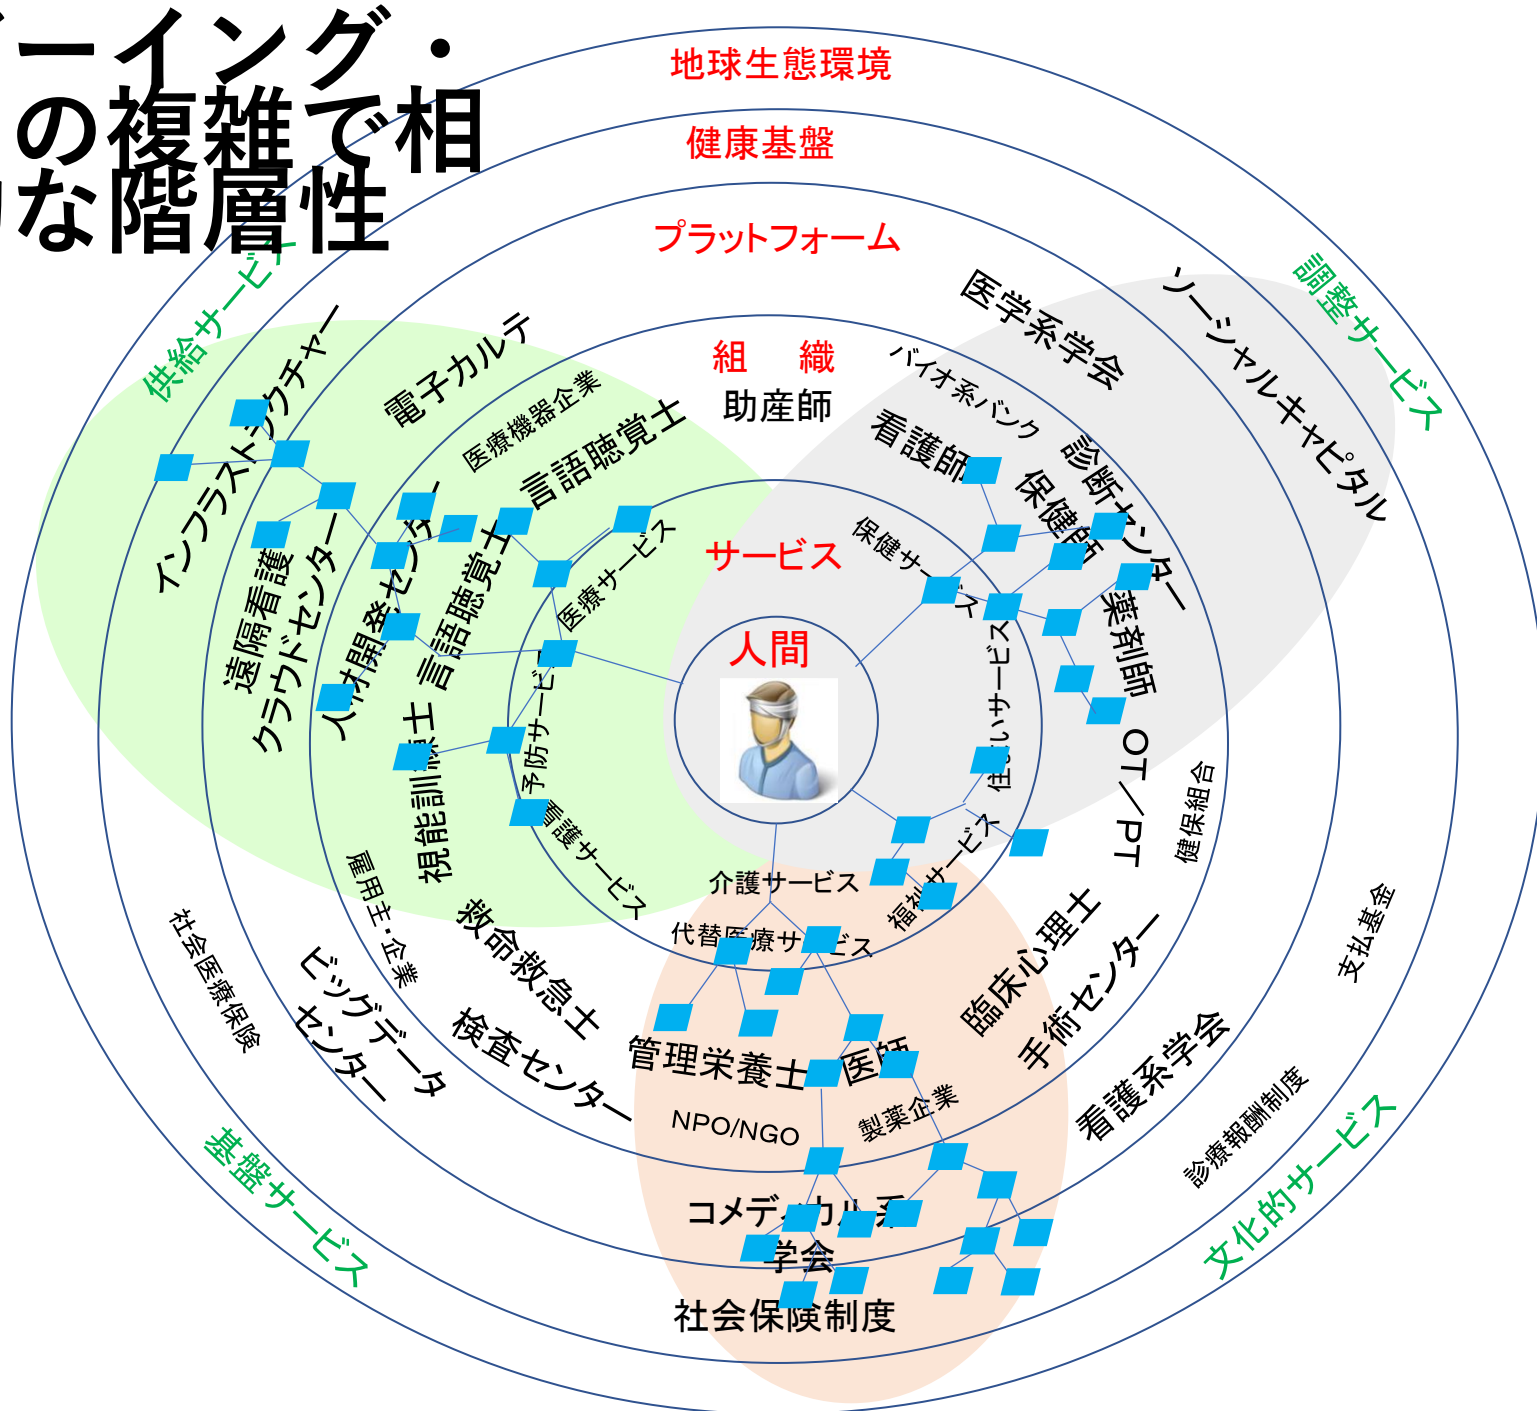 ーイング・
の複雑で相
な階層性
地球生態環境
健康基盤
プラットフォーム
組　織
助産師
サービス
人間
供給サービス
調整サービス
基盤サービス
文化的サービス
インフラストラクチャー
電子カルテ
医療機器企業
言語聴覚士
遠隔看護
クラウドセンター
人材開発センター
言語聴覚士
医療サービス
視能訓練士
予防サービス
看護サービス
医学系学会
ソーシャルキャピタル
バイオ系バンク
看護師
診断センター
保健師
保健サービス
薬剤師
住まいサービス
OT／PT
健保組合
福祉サービス
介護サービス
代替医療サービス
雇用主・企業
救命救急士
社会医療保険
ビッグデータ
センター
検査センター
管理栄養士
医師
NPO/NGO
製薬企業
臨床心理士
手術センター
看護系学会
支払基金
診療報酬制度
コメディカル系
学会
社会保険制度